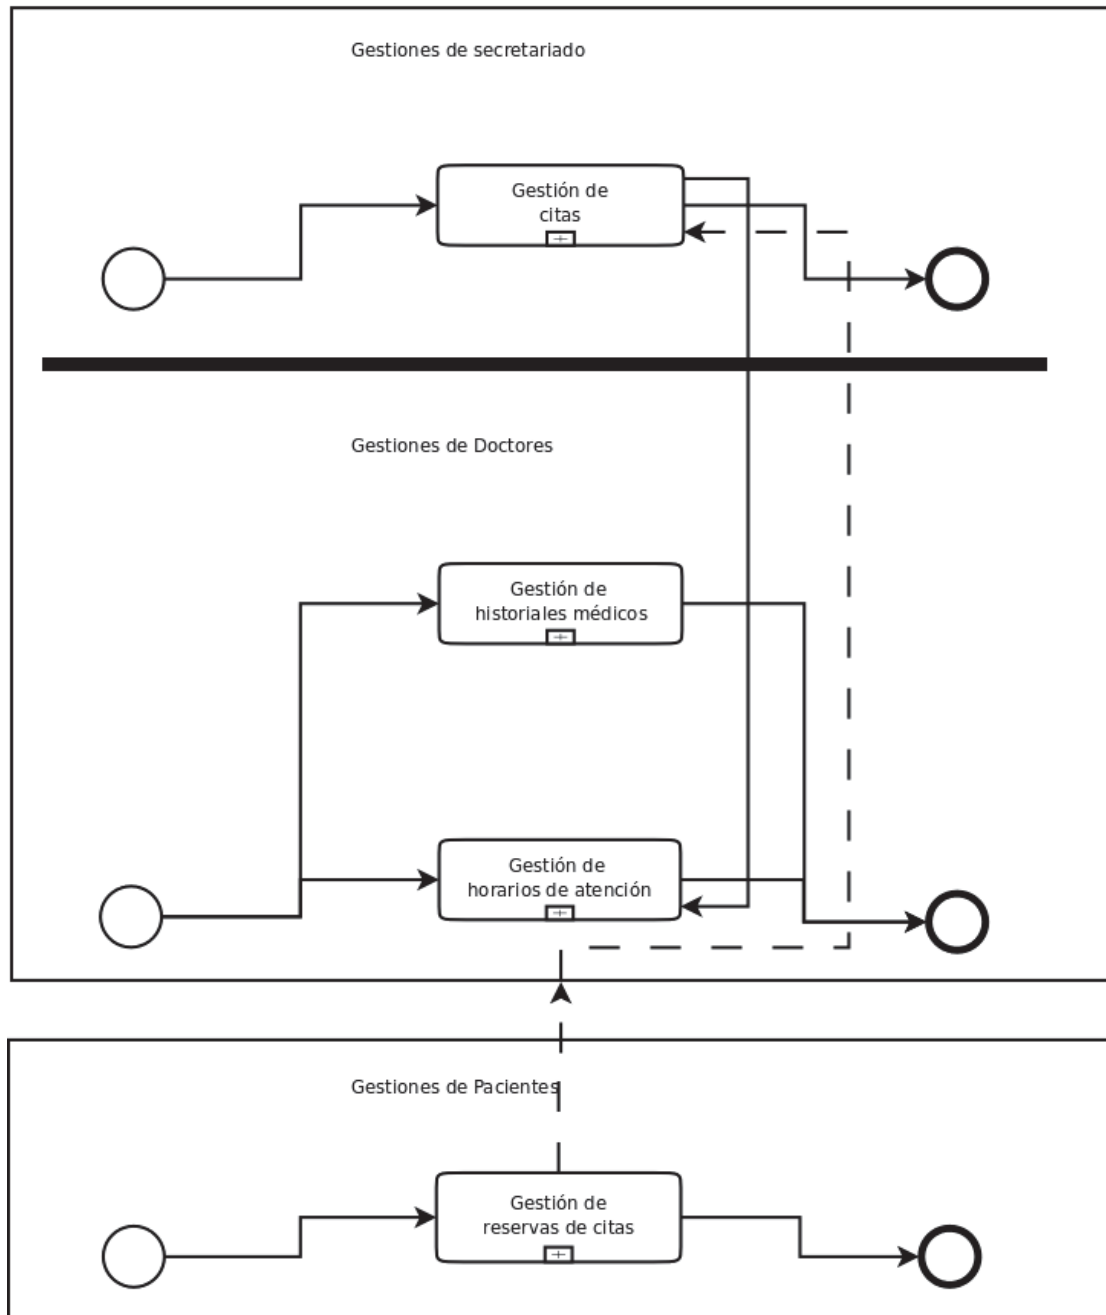 Gestiones de secretariado
Gestión de
citas
Gestiones de Doctores
Gestión de
historiales médicos
Gestión de
horarios de atención
Gestiones de Pacientes
Gestión de
reservas de citas